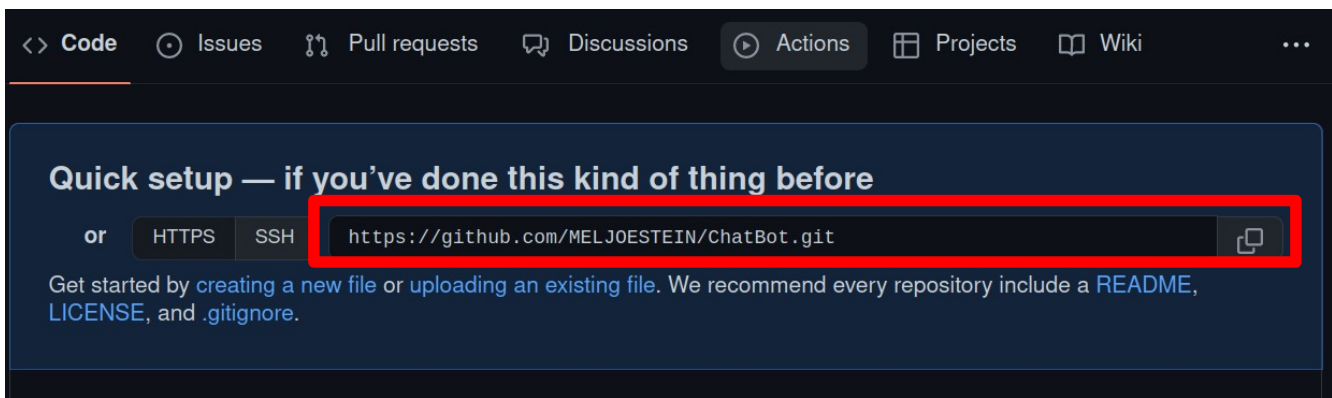 <> Code Issues Pull requests Discussions Actions Projects Wiki ...
Quick setup — if you’ve done this kind of thing before
or HTTPS SSH https://github.com/MELJOESTEIN/ChatBot.git
Get started by creating a new file or uploading an existing file. We recommend every repository include a README,
LICENSE, and .gitignore.